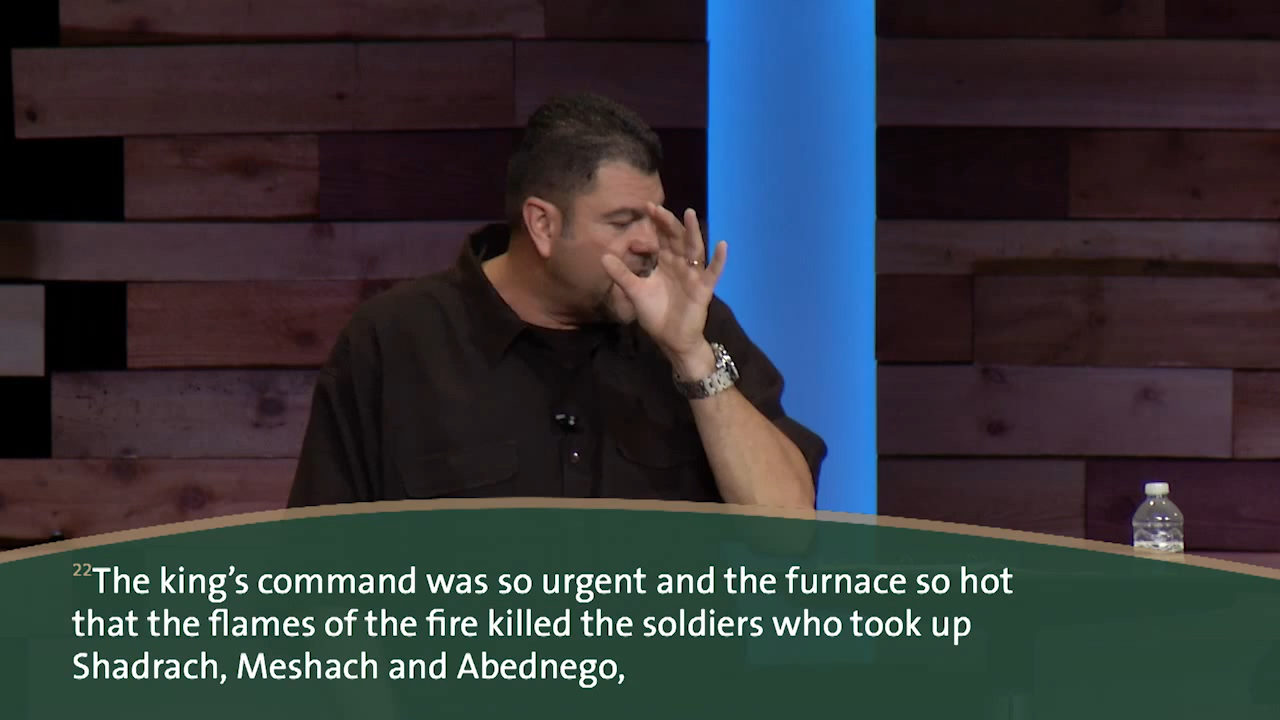 22The king’s command was so urgent and the furnace so hot
that the flames of the fire killed the soldiers who took up
Shadrach, Meshach and Abednego,